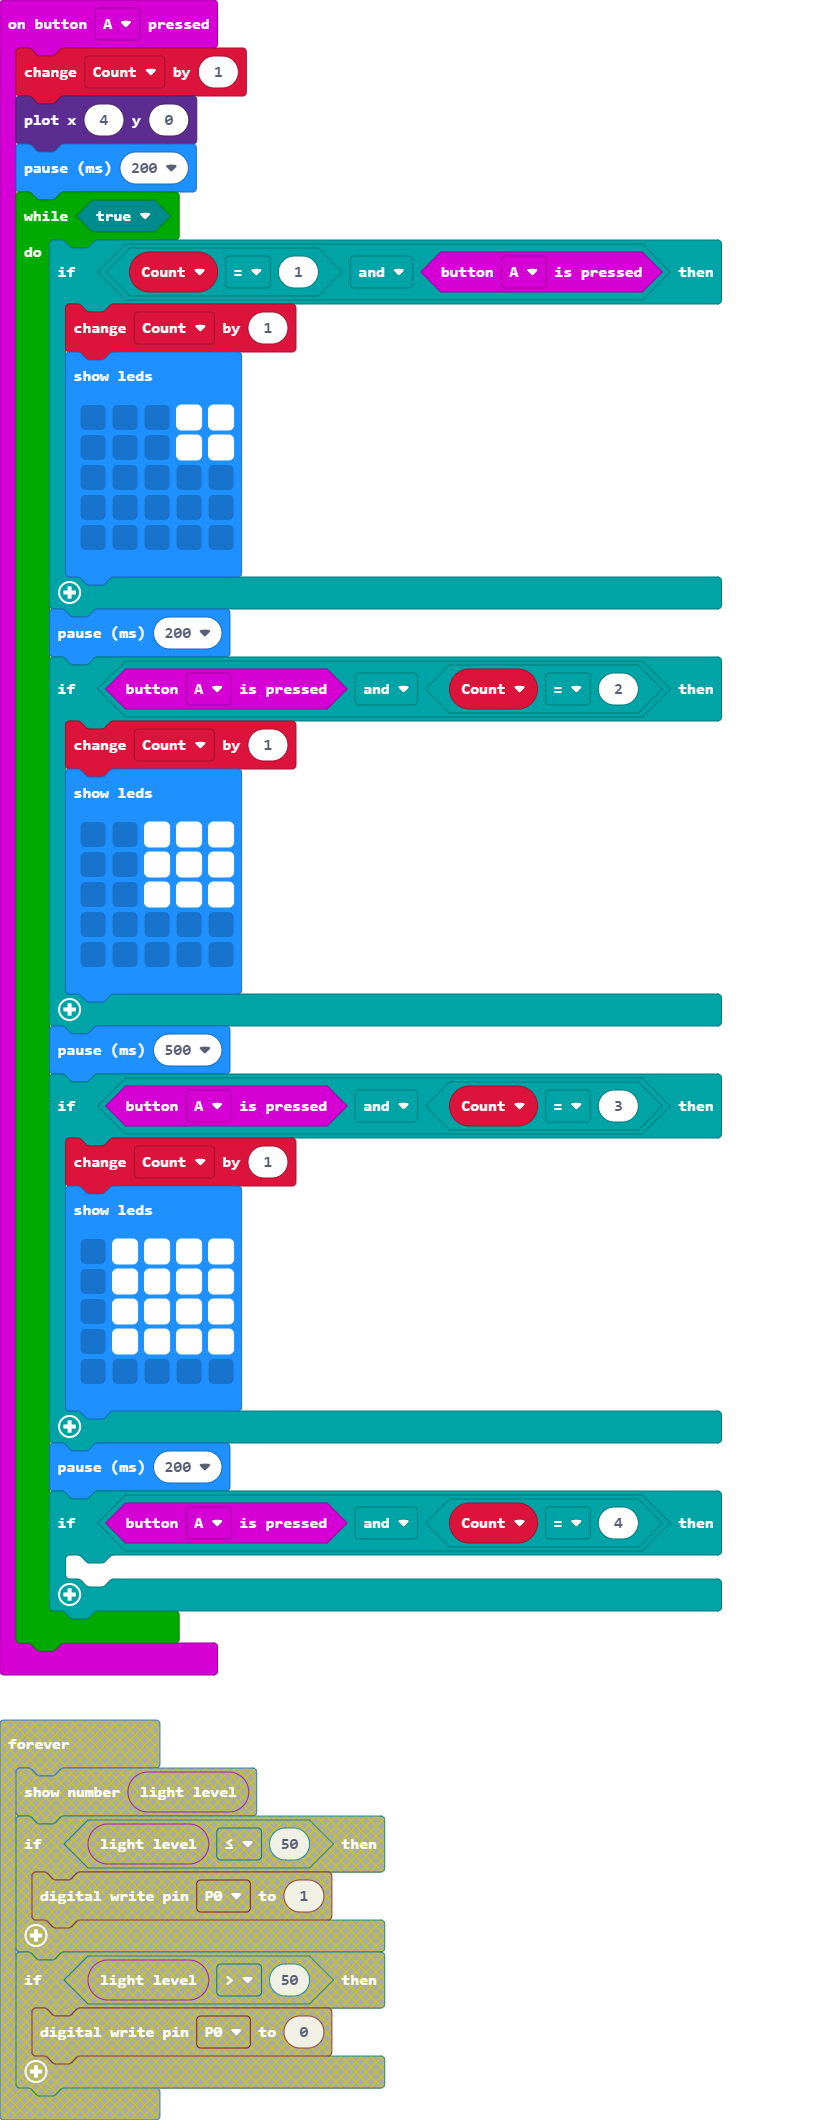 on button A pressed
change Count by 1
plot x 4 y 0
pause (ms) 200
while true
do
if Count = 1 and button A is pressed then
change Count by 1
show leds
pause (ms) 200
if button A is pressed and Count = 2 then
change Count by 1
show leds
pause (ms) 500
if button A is pressed and Count = 3 then
change Count by 1
show leds
pause (ms) 200
if button A is pressed and Count = 4 then
forever
show number light level
if light level ≤ 50 then
digital write pin P0 to 1
if light level > 50 then
digital write pin P0 to 0